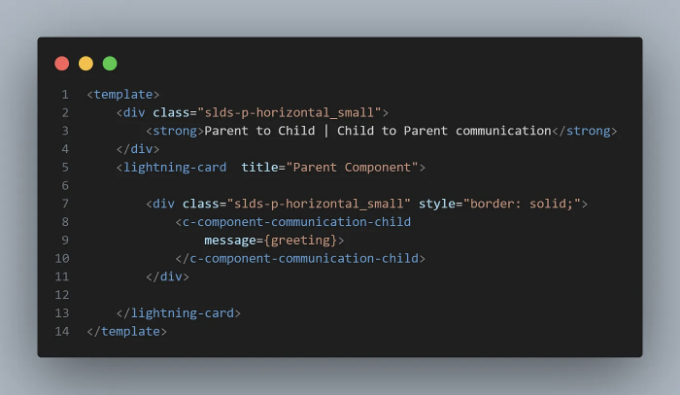 1 <template>
2     <div class="slds-p-horizontal_small">
3         <strong>Parent to Child | Child to Parent communication</strong>
4     </div>
5     <lightning-card  title="Parent Component">
6
7         <div class="slds-p-horizontal_small" style="border: solid;">
8             <c-component-communication-child
9                 message={greeting}>
10             </c-component-communication-child>
11         </div>
12
13     </lightning-card>
14 </template>